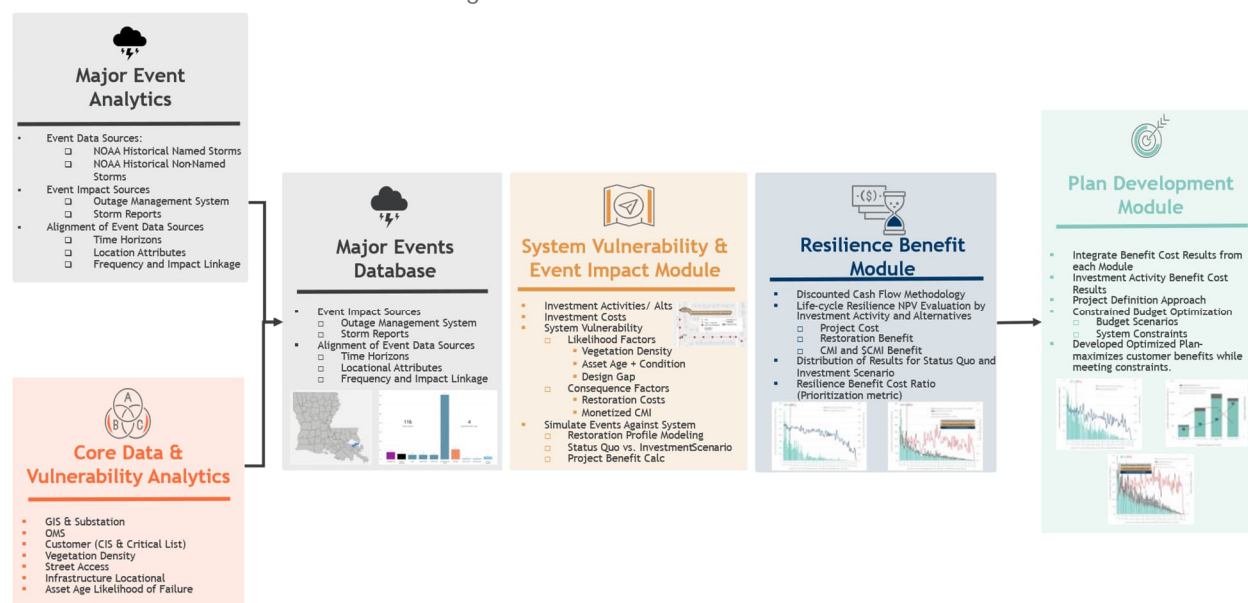 Major Event
Analytics
Event Data Sources:
NOAA Historical Named Storms
NOAA Historical Non-Named
Storms
Event Impact Sources
Outage Management System
Storm Reports
Alignment of Event Data Sources
Time Horizons
Location Attributes
Frequency and Impact Linkage
A
B
C
Core Data &
Vulnerability Analytics
GIS & Substation
OMS
Customer (CIS & Critical List)
Vegetation Density
Street Access
Infrastructure Locational
Asset Age Likelihood of Failure
Major Events
Database
Event Impact Sources
Outage Management System
Storm Reports
Alignment of Event Data Sources
Time Horizons
Locational Attributes
Frequency and Impact Linkage
System Vulnerability &
Event Impact Module
Investment Activities/ Alts
Investment Costs
System Vulnerability
Likelihood Factors
Vegetation Density
Asset Age + Condition
Design Gap
Consequence Factors
Restoration Costs
Monetized CMI
Simulate Events Against System
Restoration Profile Modeling
Status Quo vs. InvestmentScenario
Project Benefit Calc
($)
Resilience Benefit
Module
Discounted Cash Flow Methodology
Life-cycle Resilience NPV Evaluation by
Investment Activity and Alternatives
Project Cost
Restoration Benefit
CMI and $CMI Benefit
Distribution of Results for Status Quo and
Investment Scenario
Resilience Benefit Cost Ratio
(Prioritization metric)
Plan Development
Module
Integrate Benefit Cost Results from
each Module
Investment Activity Benefit Cost
Results
Project Definition Approach
Constrained Budget Optimization
Budget Scenarios
System Constraints
Developed Optimized Plan-
maximizes customer benefits while
meeting constraints.